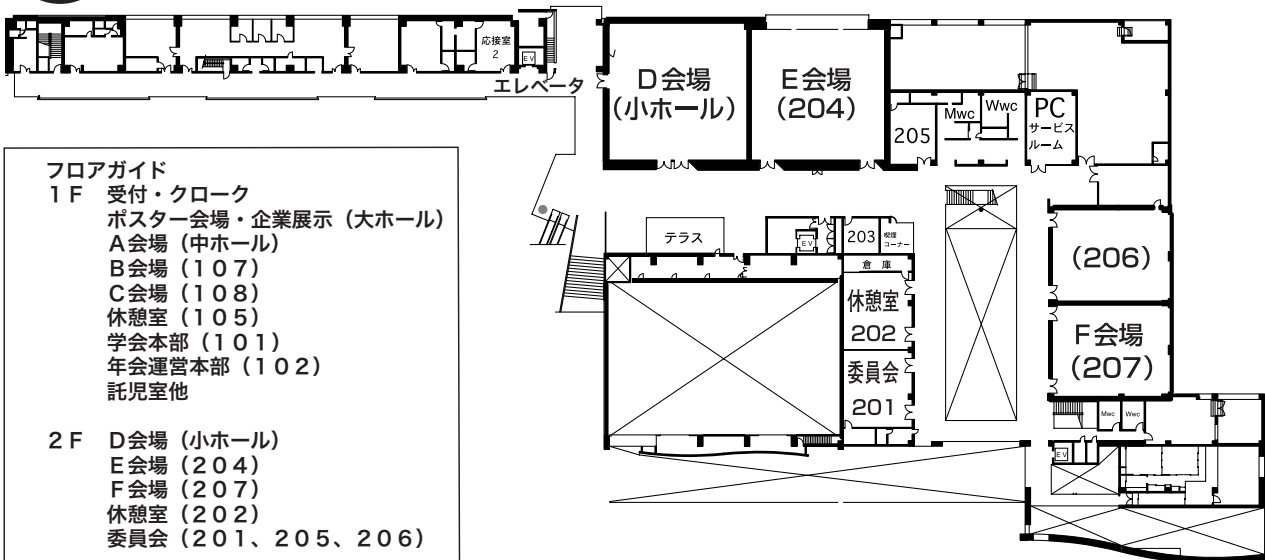 応接室
2
EV
エレベータ
D会場
(小ホール)
E会場
(204)
205
Mwc
Wwc
PC
サービス
ルーム
フロアガイド
1F 受付・クローク
ポスター会場・企業展示(大ホール)
A会場(中ホール)
B会場(107)
C会場(108)
休憩室(105)
学会本部(101)
年会運営本部(102)
託児室他
2F D会場(小ホール)
E会場(204)
F会場(207)
休憩室(202)
委員会(201、205、206)
テラス
EV
203
喫煙
コーナー
倉庫
休憩室
202
委員会
201
(206)
F会場
(207)
Mwc
Wwc
EV